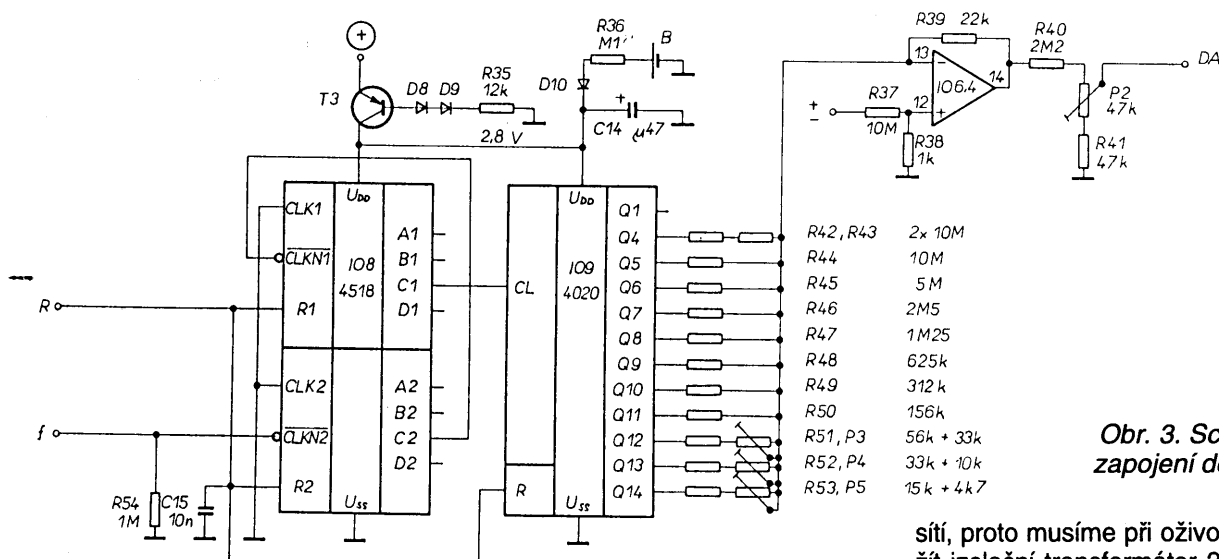 R39 22k
R40
2M2
DA
13
14
IO6.4
12
P2
47k
R37
10M
R38
1k
R41
47k
R36
M1
B
D10
C14 µ47
T3
D8 D9
R35
12k
2,8 V
UDD
CLK1
CLKN1
R1
IO8
4518
A1
B1
C1
D1
CLK2
CLKN2
R2
A2
B2
C2
D2
USS
R
f
R54
1M
C15
10n
UDD
CL
IO9
4020
R
USS
Q1
Q4
Q5
Q6
Q7
Q8
Q9
Q10
Q11
Q12
Q13
Q14
R42, R43 2x 10M
R44 10M
R45 5M
R46 2M5
R47 1M25
R48 625k
R49 312k
R50 156k
R51, P3 56k + 33k
R52, P4 33k + 10k
R53, P5 15k + 4k7
Obr. 3. Sc
zapojení d
sítí, proto musíme při oživo